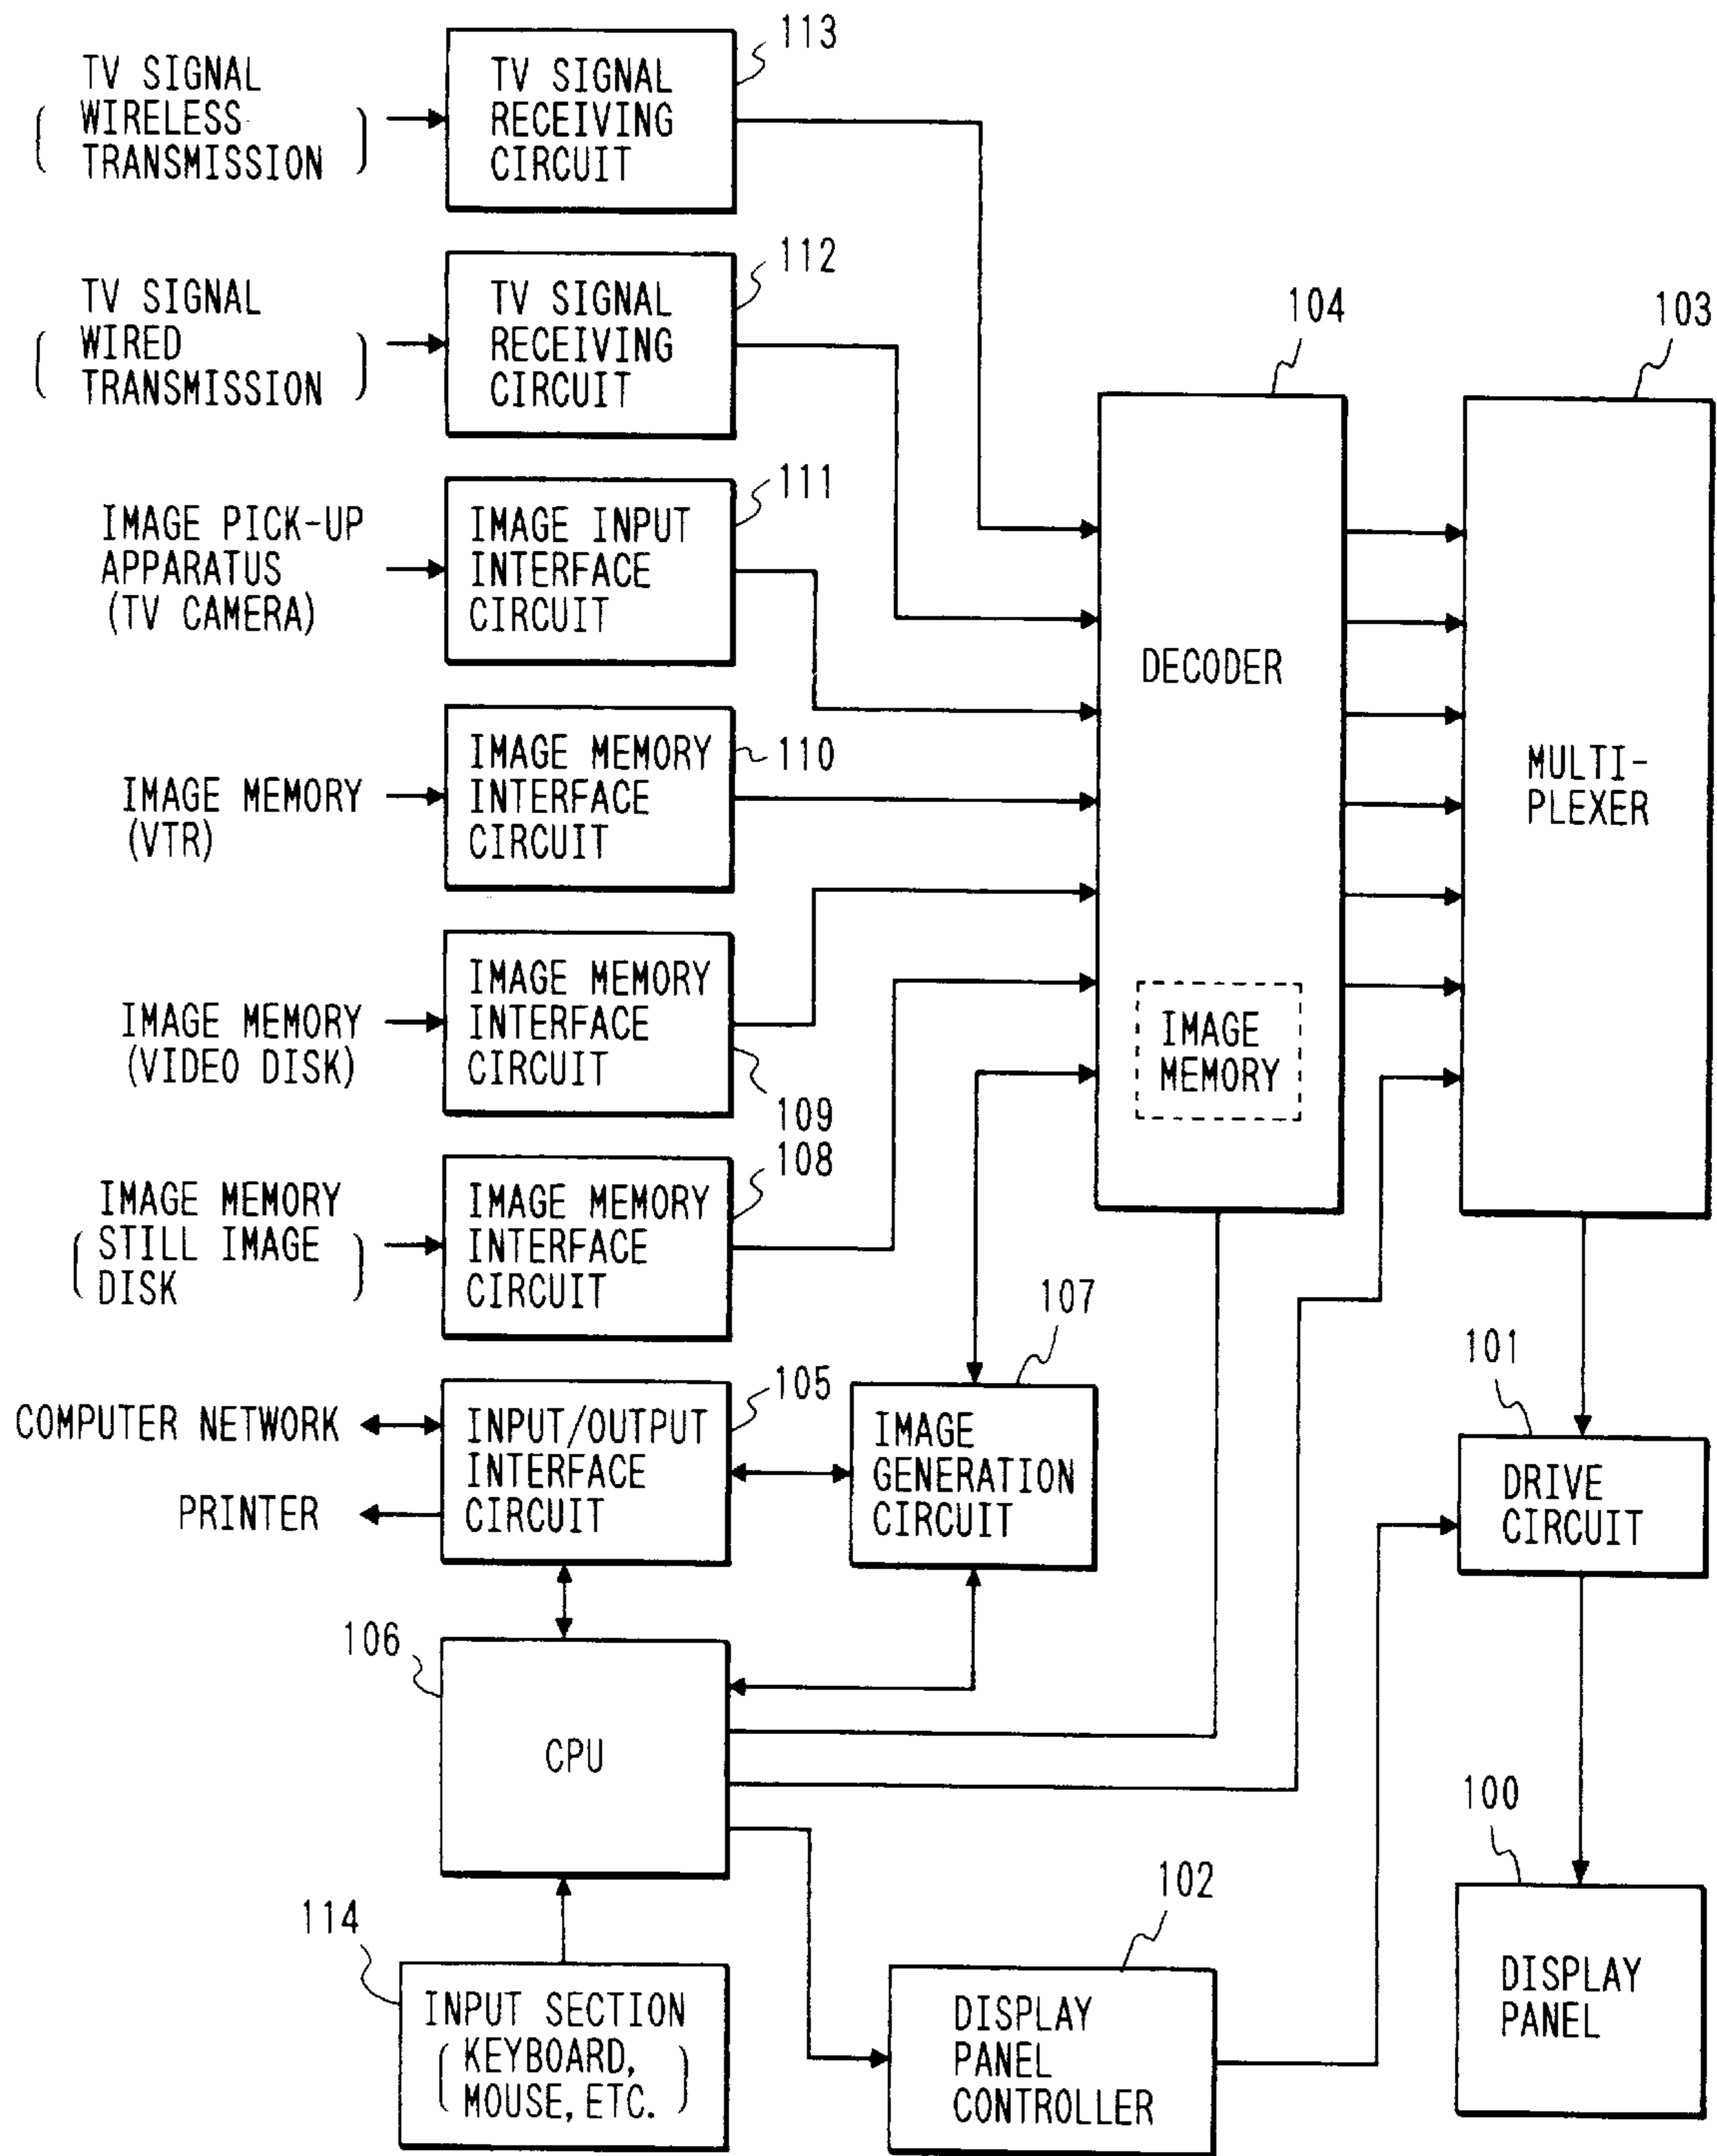 113
TV SIGNAL
WIRELESS
TRANSMISSION
TV SIGNAL
RECEIVING
CIRCUIT
112
TV SIGNAL
WIRED
TRANSMISSION
TV SIGNAL
RECEIVING
CIRCUIT
104
103
111
IMAGE PICK-UP
APPARATUS
(TV CAMERA)
IMAGE INPUT
INTERFACE
CIRCUIT
DECODER
MULTI-
PLEXER
110
IMAGE MEMORY
(VTR)
IMAGE MEMORY
INTERFACE
CIRCUIT
IMAGE MEMORY
(VIDEO DISK)
IMAGE MEMORY
INTERFACE
CIRCUIT
109
IMAGE
MEMORY
108
IMAGE MEMORY
STILL IMAGE
DISK
IMAGE MEMORY
INTERFACE
CIRCUIT
107
101
105
COMPUTER NETWORK
PRINTER
INPUT/OUTPUT
INTERFACE
CIRCUIT
IMAGE
GENERATION
CIRCUIT
DRIVE
CIRCUIT
106
CPU
100
102
114
INPUT SECTION
(KEYBOARD,
MOUSE, ETC.)
DISPLAY
PANEL
CONTROLLER
DISPLAY
PANEL